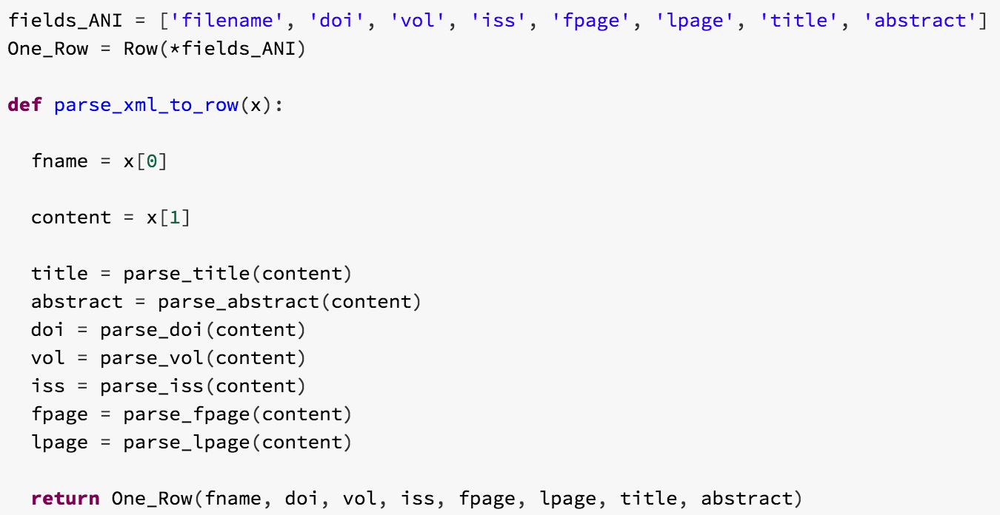 fields_ANI = ['filename', 'doi', 'vol', 'iss', 'fpage', 'lpage', 'title', 'abstract']
One_Row = Row(*fields_ANI)
def parse_xml_to_row(x):
  fname = x[0]
  content = x[1]
  title = parse_title(content)
  abstract = parse_abstract(content)
  doi = parse_doi(content)
  vol = parse_vol(content)
  iss = parse_iss(content)
  fpage = parse_fpage(content)
  lpage = parse_lpage(content)
  return One_Row(fname, doi, vol, iss, fpage, lpage, title, abstract)